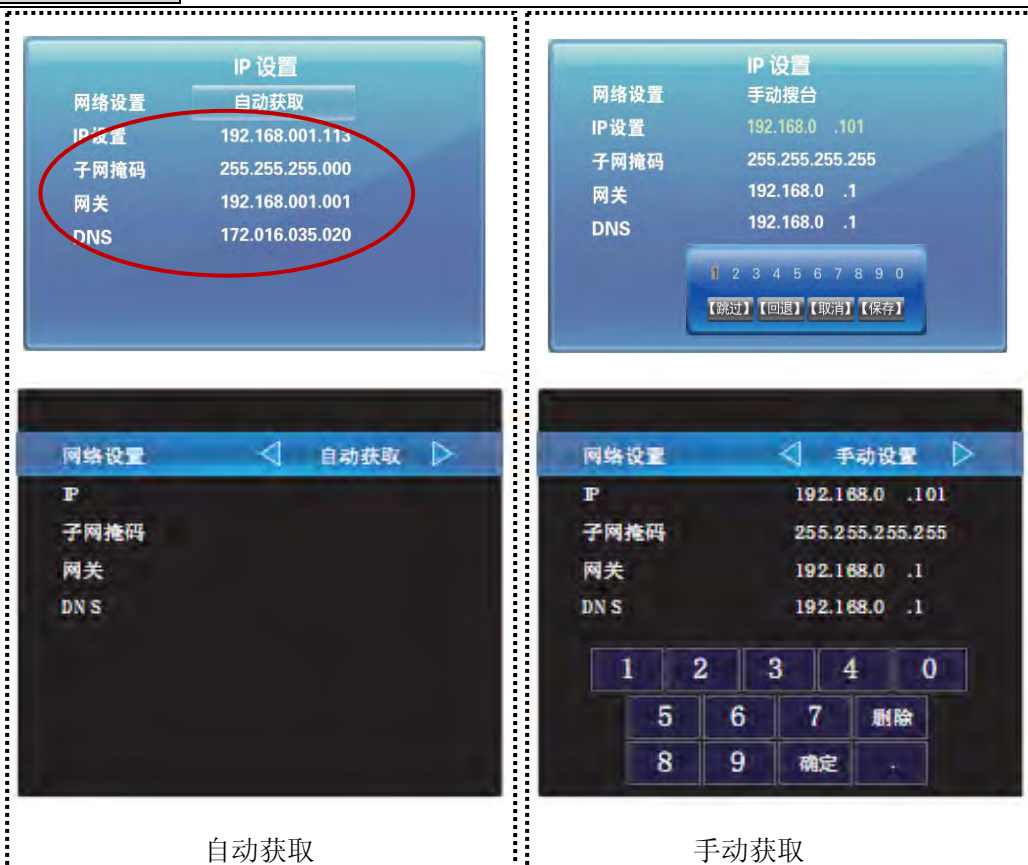 IP 设置
网络设置 自动获取
IP设置 192.168.001.113
子网掩码 255.255.255.000
网关 192.168.001.001
DNS 172.016.035.020
IP 设置
网络设置 手动搜台
IP设置 192.168.0 .101
子网掩码 255.255.255.255
网关 192.168.0 .1
DNS 192.168.0 .1
1 2 3 4 5 6 7 8 9 0
【跳过】【回退】【取消】【保存】
网络设置 自动获取
IP
子网掩码
网关
DNS
网络设置 手动设置
IP 192.168.0 .101
子网掩码 255.255.255.255
网关 192.168.0 .1
DNS 192.168.0 .1
1 2 3 4 0
5 6 7 删除
8 9 确定 .
自动获取
手动获取